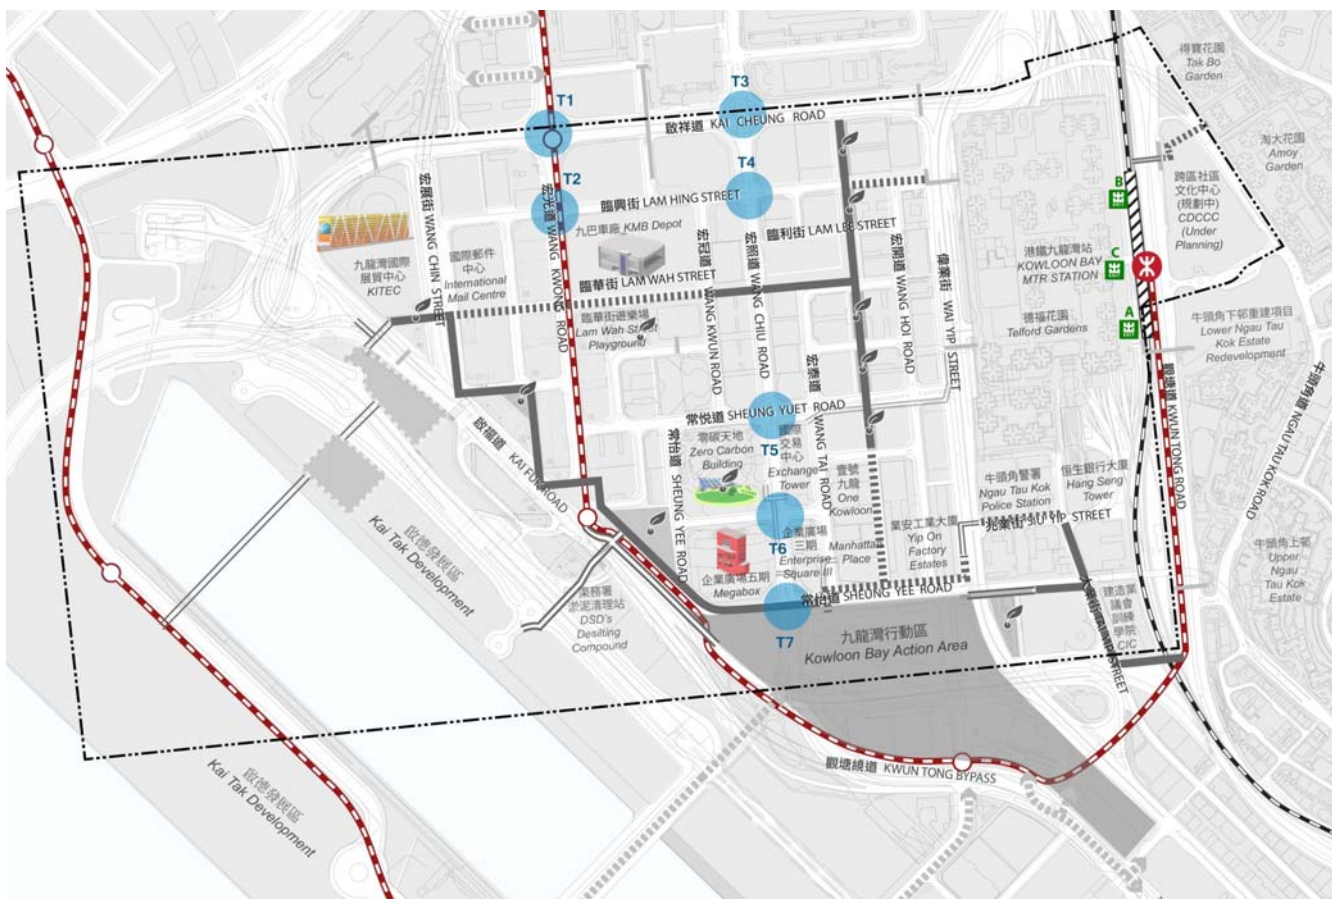 T1
T3
啟祥道 KAI CHEUNG ROAD
得寶花園
Tak Bo
Garden
淘大花園
Amoy
Garden
T2
T4
B
跨區社區
文化中心
(規劃中)
CDCCC
(Under
Planning)
宏展街 WANG CHIN STREET
宏光道 WANG KWONG ROAD
臨興街 LAM HING STREET
九巴車廠 KMB Depot
臨利街 LAM LEE STREET
九龍灣國際
展貿中心
KITEC
國際郵件
中心
International
Mail Centre
宏冠道 WANG KWUN ROAD
宏照道 WANG CHIU ROAD
宏開道 WANG HOI ROAD
偉業街 WAI YIP STREET
港鐵九龍灣站
KOWLOON BAY
MTR STATION
C
臨華街 LAM WAH STREET
臨華街遊樂場
Lam Wah Street
Playground
德福花園
Telford Gardens
A
牛頭角下邨重建項目
Lower Ngau Tau
Kok Estate
Redevelopment
宏泰道 WANG TAI ROAD
觀塘道 KWUN TONG ROAD
牛頭角道 NGAU TAU KOK ROAD
常悅道 SHEUNG YUET ROAD
T5
啟福道 KAI FUK ROAD
常怡道 SHEUNG YEE ROAD
零碳天地
Zero Carbon
Building
國際
交易
中心
Exchange
Tower
壹號
九龍
One
Kowloon
牛頭角警署
Ngau Tau Kok
Police Station
恒生銀行大廈
Hang Seng
Tower
兆業街 SIU YIP STREET
T6
企業廣場
三期
Enterprise
Square III
Manhattan
Place
業安工業大廈
Yip On
Factory
Estates
企業廣場五期
Megabox
牛頭角上邨
Upper
Ngau
Tau Kok
Estate
啟德發展區
Kai Tak Development
渠務署
淤泥清理站
DSD's
Desilting
Compound
常怡道 SHEUNG YEE ROAD
T7
建造業
議會
訓練
學院
CIC
九龍灣行動區
Kowloon Bay Action Area
啟德發展區
Kai Tak Development
觀塘繞道 KWUN TONG BYPASS